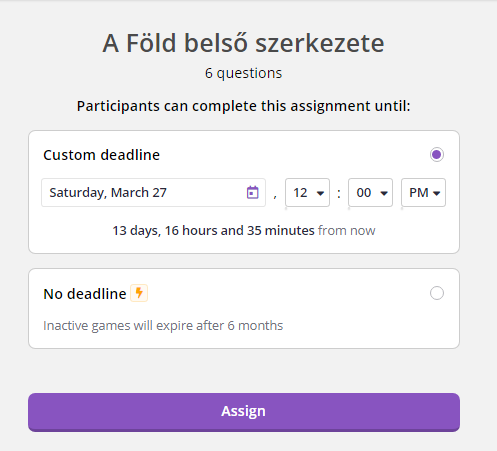 A Föld belső szerkezete
6 questions
Participants can complete this assignment until:
Custom deadline
Saturday, March 27 , 12 : 00 PM
13 days, 16 hours and 35 minutes from now
No deadline
Inactive games will expire after 6 months
Assign